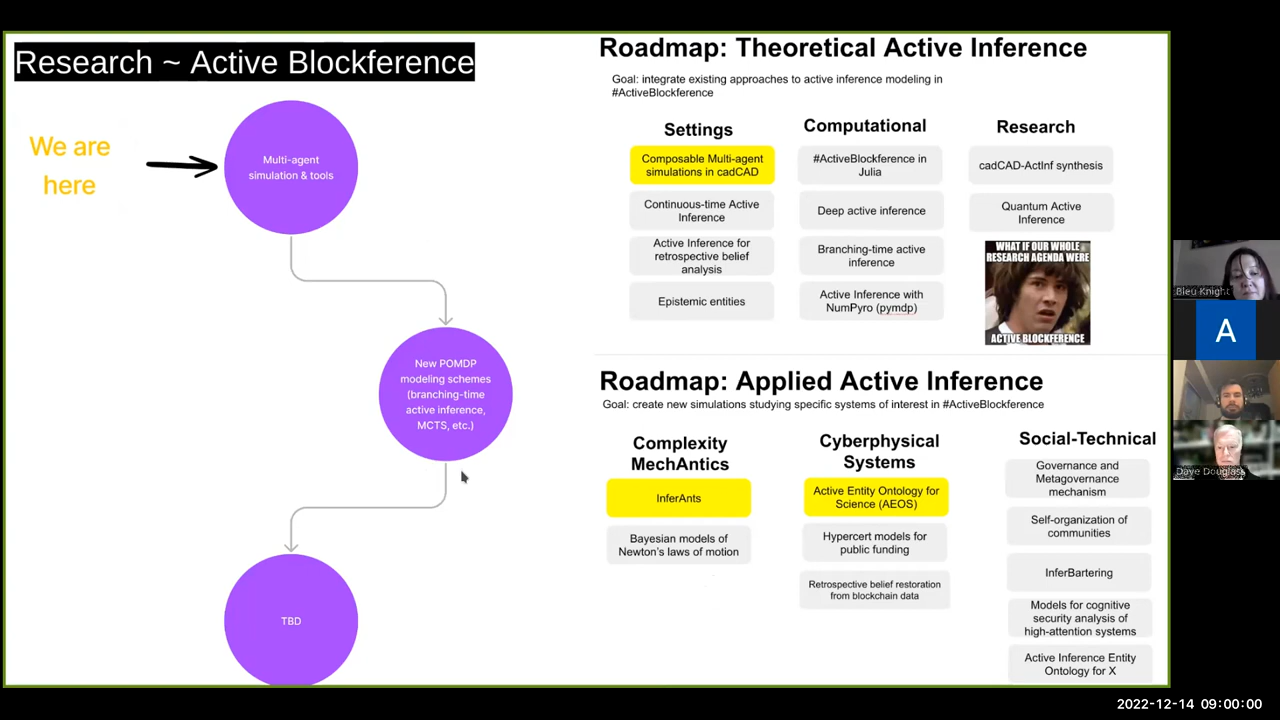 Research ~ Active Blockference
We are
here
Multi-agent
simulation & tools
New POMDP
modeling schemes
(branching-time
active inference,
MCTS, etc.)
TBD
Roadmap: Theoretical Active Inference
Goal: integrate existing approaches to active inference modeling in
#ActiveBlockference
Settings
Composable Multi-agent
simulations in cadCAD
Continuous-time Active
Inference
Active Inference for
retrospective belief
analysis
Epistemic entities
Computational
#ActiveBlockference in
Julia
Deep active inference
Branching-time active
inference
Active Inference with
NumPyro (pymdp)
Research
cadCAD-ActInf synthesis
Quantum Active
Inference
WHAT IF OUR WHOLE
RESEARCH AGENDA WERE
ACTIVE BLOCKFERENCE
Roadmap: Applied Active Inference
Goal: create new simulations studying specific systems of interest in #ActiveBlockference
Complexity
MechAntics
InferAnts
Bayesian models of
Newton's laws of motion
Cyberphysical
Systems
Active Entity Ontology for
Science (AEOS)
Hypercert models for
public funding
Retrospective belief restoration
from blockchain data
Social-Technical
Governance and
Metagovernance
mechanism
Self-organization of
communities
InferBartering
Models for cognitive
security analysis of
high-attention systems
Active Inference Entity
Ontology for X
Bleu Knight
A
Dave Douglass
2022-12-14 09:00:00